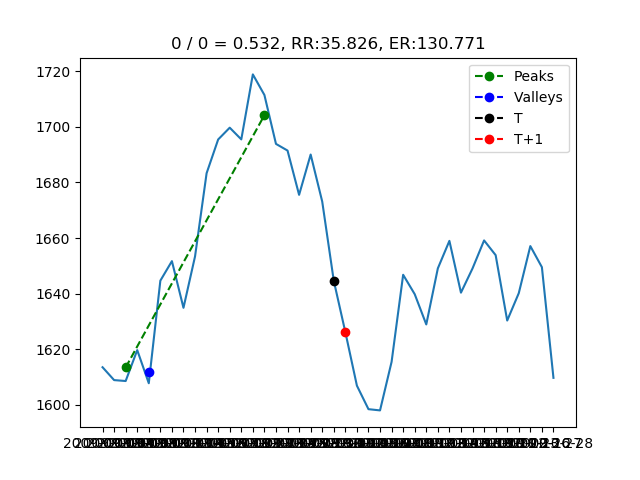 0 / 0 = 0.532, RR:35.826, ER:130.771
1720
1700
1680
1660
1640
1620
1600
Peaks
Valleys
T
T+1